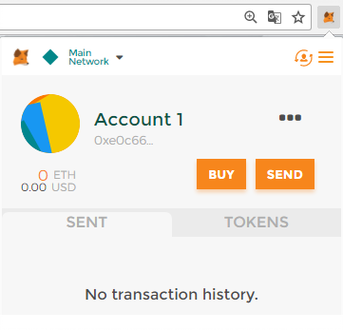 Main
Network
Account 1
0xe0c66...
0 ETH
0.00 USD
BUY
SEND
SENT
TOKENS
No transaction history.